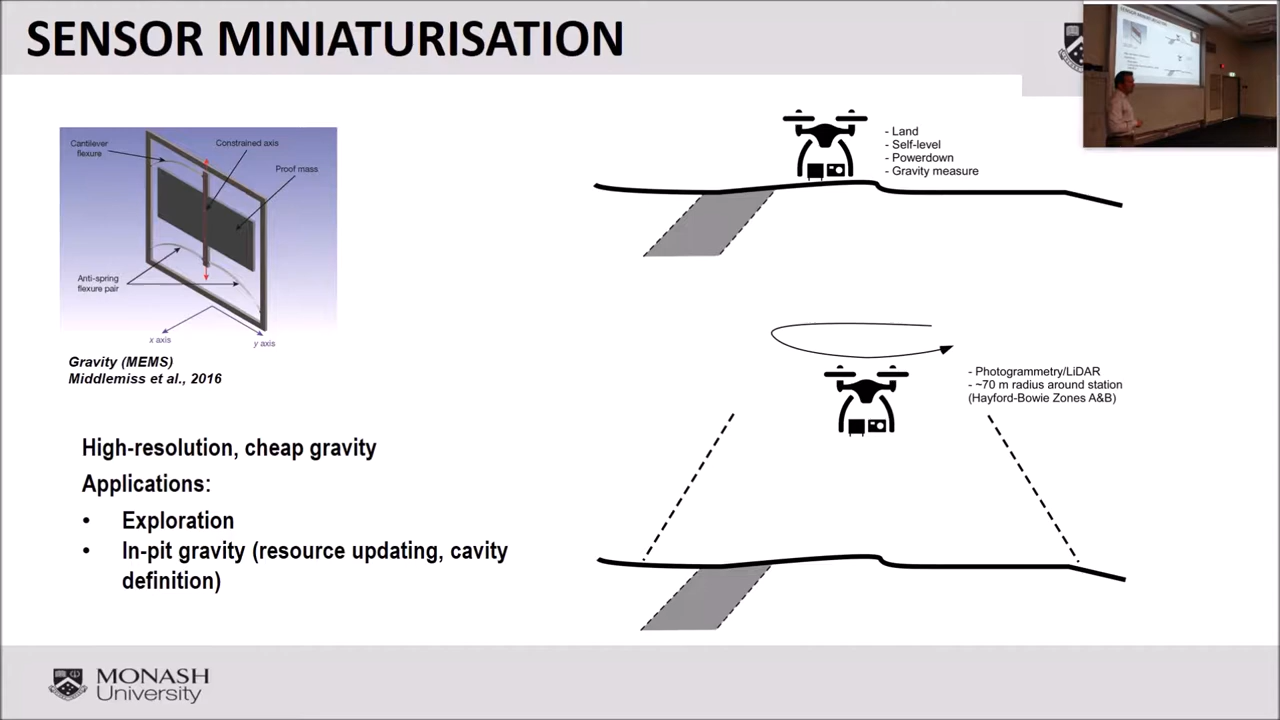 SENSOR MINIATURISATION
Cantilever
flexure
Constrained axis
Proof mass
Anti-spring
flexure pair
x axis
y axis
Gravity (MEMS)
Middlemiss et al., 2016
High-resolution, cheap gravity
Applications:
• Exploration
• In-pit gravity (resource updating, cavity
definition)
- Land
- Self-level
- Powerdown
- Gravity measure
- Photogrammetry/LiDAR
- ~70 m radius around station
(Hayford-Bowie Zones A&B)
MONASH
University
SENSOR MINIATURISATION